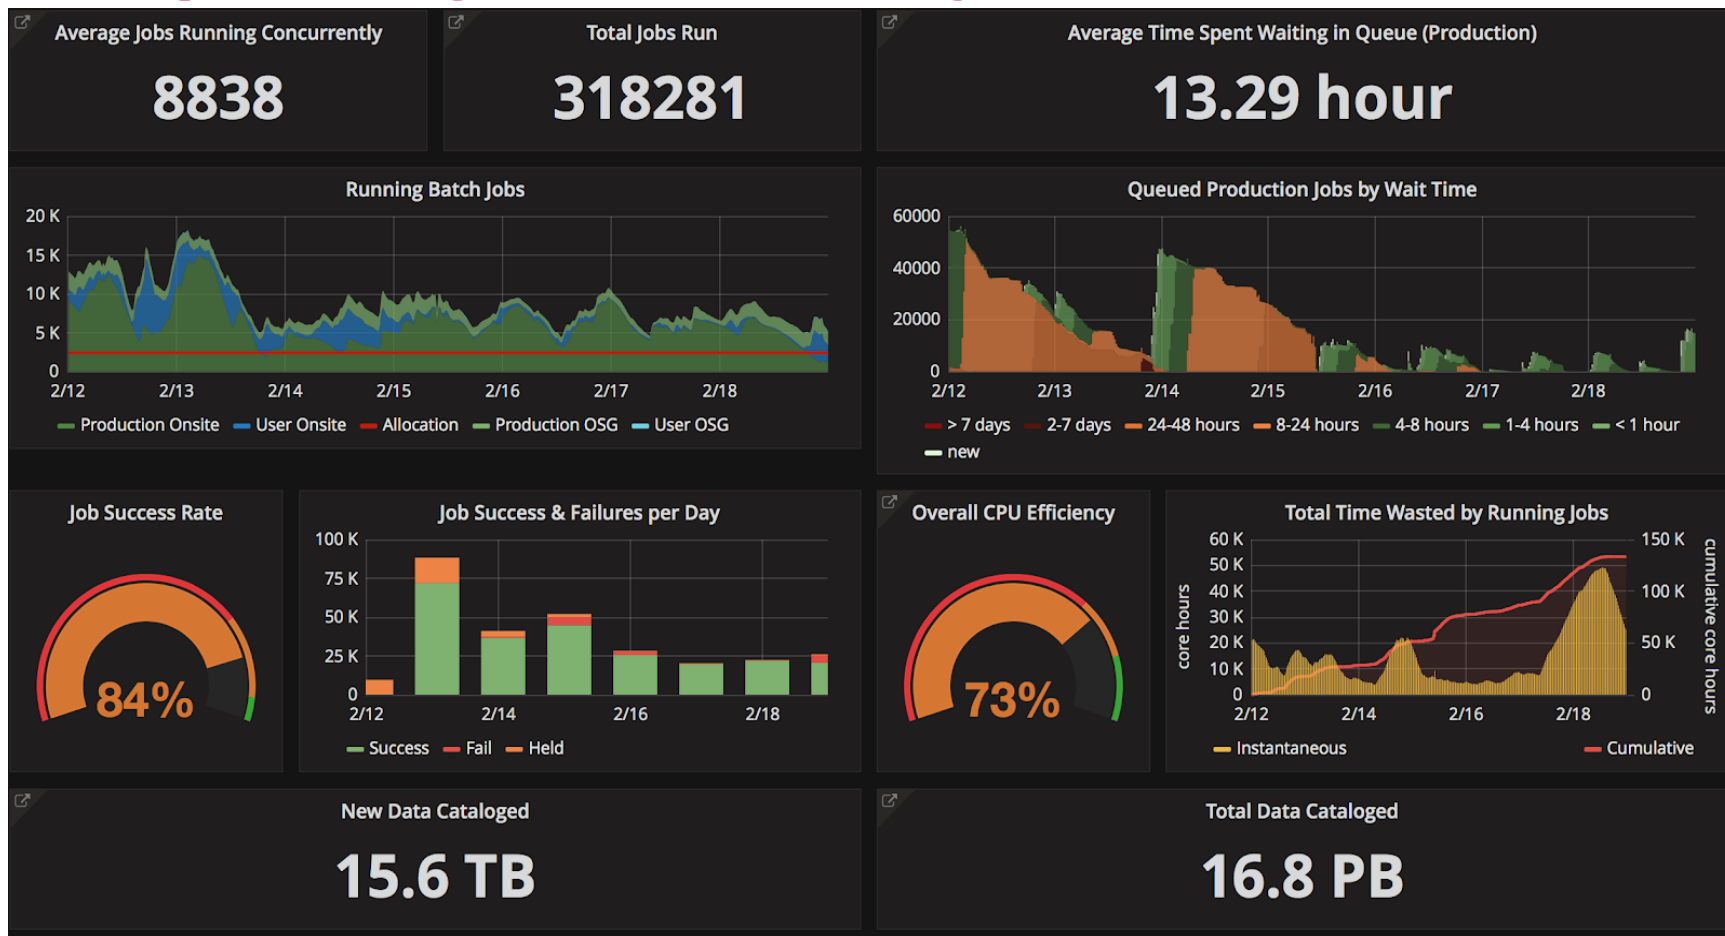 Average Jobs Running Concurrently
8838
Total Jobs Run
318281
Average Time Spent Waiting in Queue (Production)
13.29 hour
Running Batch Jobs
20 K
15 K
10 K
5 K
0
2/12 2/13 2/14 2/15 2/16 2/17 2/18
Production Onsite User Onsite Allocation Production OSG User OSG
Queued Production Jobs by Wait Time
60000
40000
20000
0
2/12 2/13 2/14 2/15 2/16 2/17 2/18
> 7 days 2-7 days 24-48 hours 8-24 hours 4-8 hours 1-4 hours < 1 hour
new
Job Success Rate
84%
Job Success & Failures per Day
100 K
75 K
50 K
25 K
0
2/12 2/14 2/16 2/18
Success Fail Held
Overall CPU Efficiency
73%
Total Time Wasted by Running Jobs
core hours
60 K
50 K
40 K
30 K
20 K
10 K
0
150 K
100 K
50 K
0
cumulative core hours
2/12 2/14 2/16 2/18
Instantaneous Cumulative
New Data Cataloged
15.6 TB
Total Data Cataloged
16.8 PB